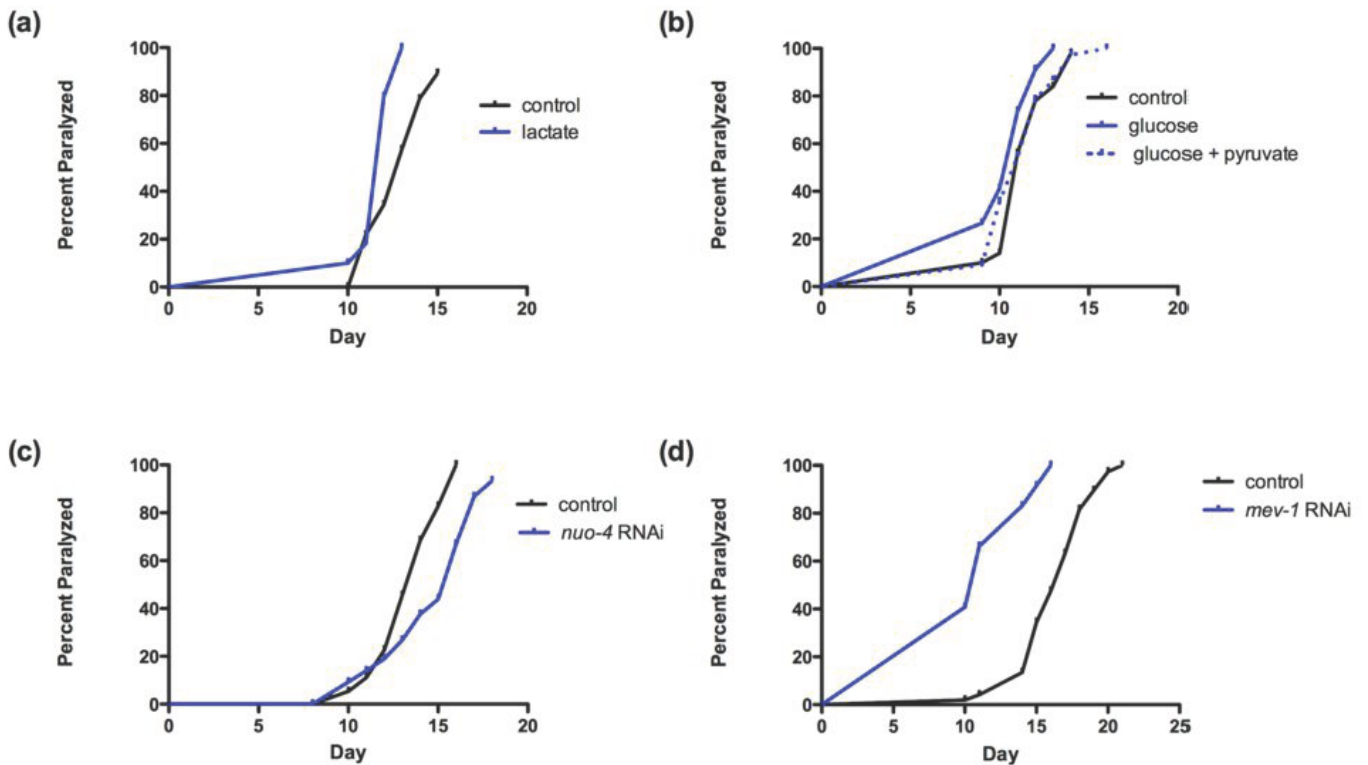 (a)
100
80
60
40
20
0
Percent Paralyzed
0 5 10 15 20
Day
control
lactate
(b)
100
80
60
40
20
0
Percent Paralyzed
0 5 10 15 20
Day
control
glucose
glucose + pyruvate
(c)
100
80
60
40
20
0
Percent Paralyzed
0 5 10 15 20
Day
control
nuo-4 RNAi
(d)
100
80
60
40
20
0
Percent Paralyzed
0 5 10 15 20 25
Day
control
mev-1 RNAi